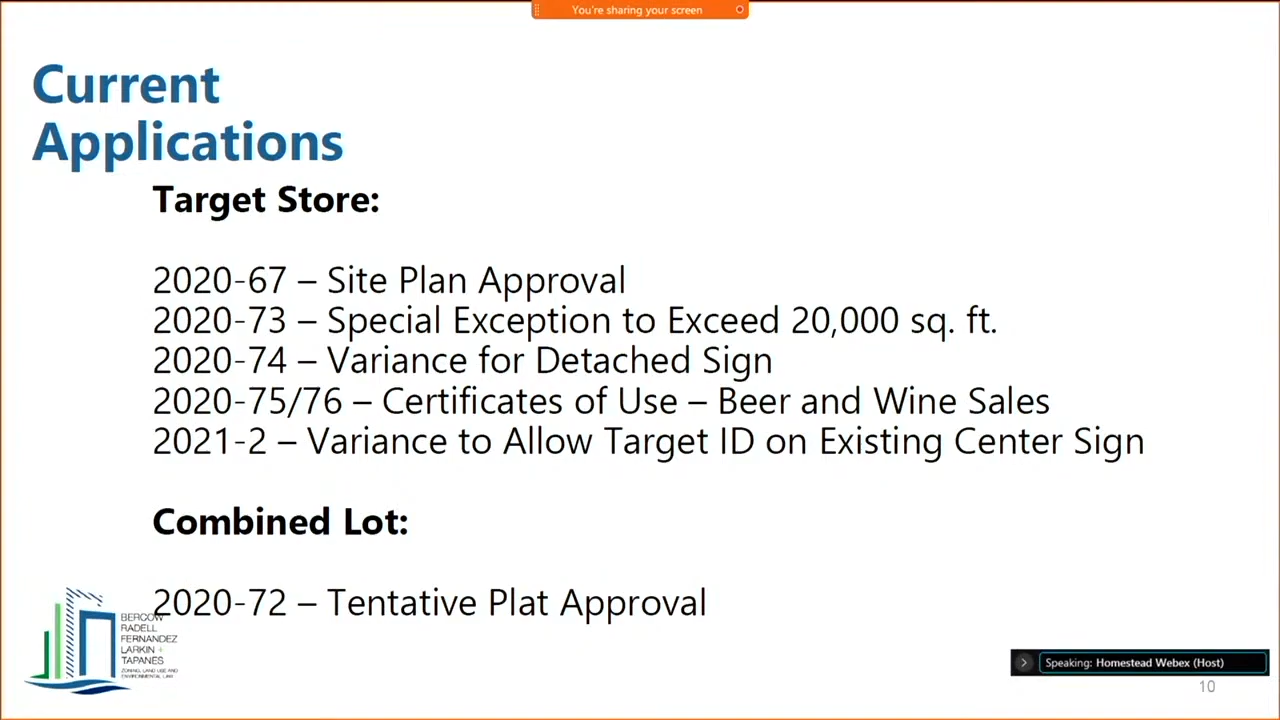 You're sharing your screen
Current
Applications
Target Store:
2020-67 – Site Plan Approval
2020-73 – Special Exception to Exceed 20,000 sq. ft.
2020-74 – Variance for Detached Sign
2020-75/76 – Certificates of Use – Beer and Wine Sales
2021-2 – Variance to Allow Target ID on Existing Center Sign
Combined Lot:
2020-72 – Tentative Plat Approval
BERCOW
RADELL
FERNANDEZ
LARKIN +
TAPANES
ZONING, LAND USE AND
ENVIRONMENTAL LAW
Speaking: Homestead Webex (Host)
10